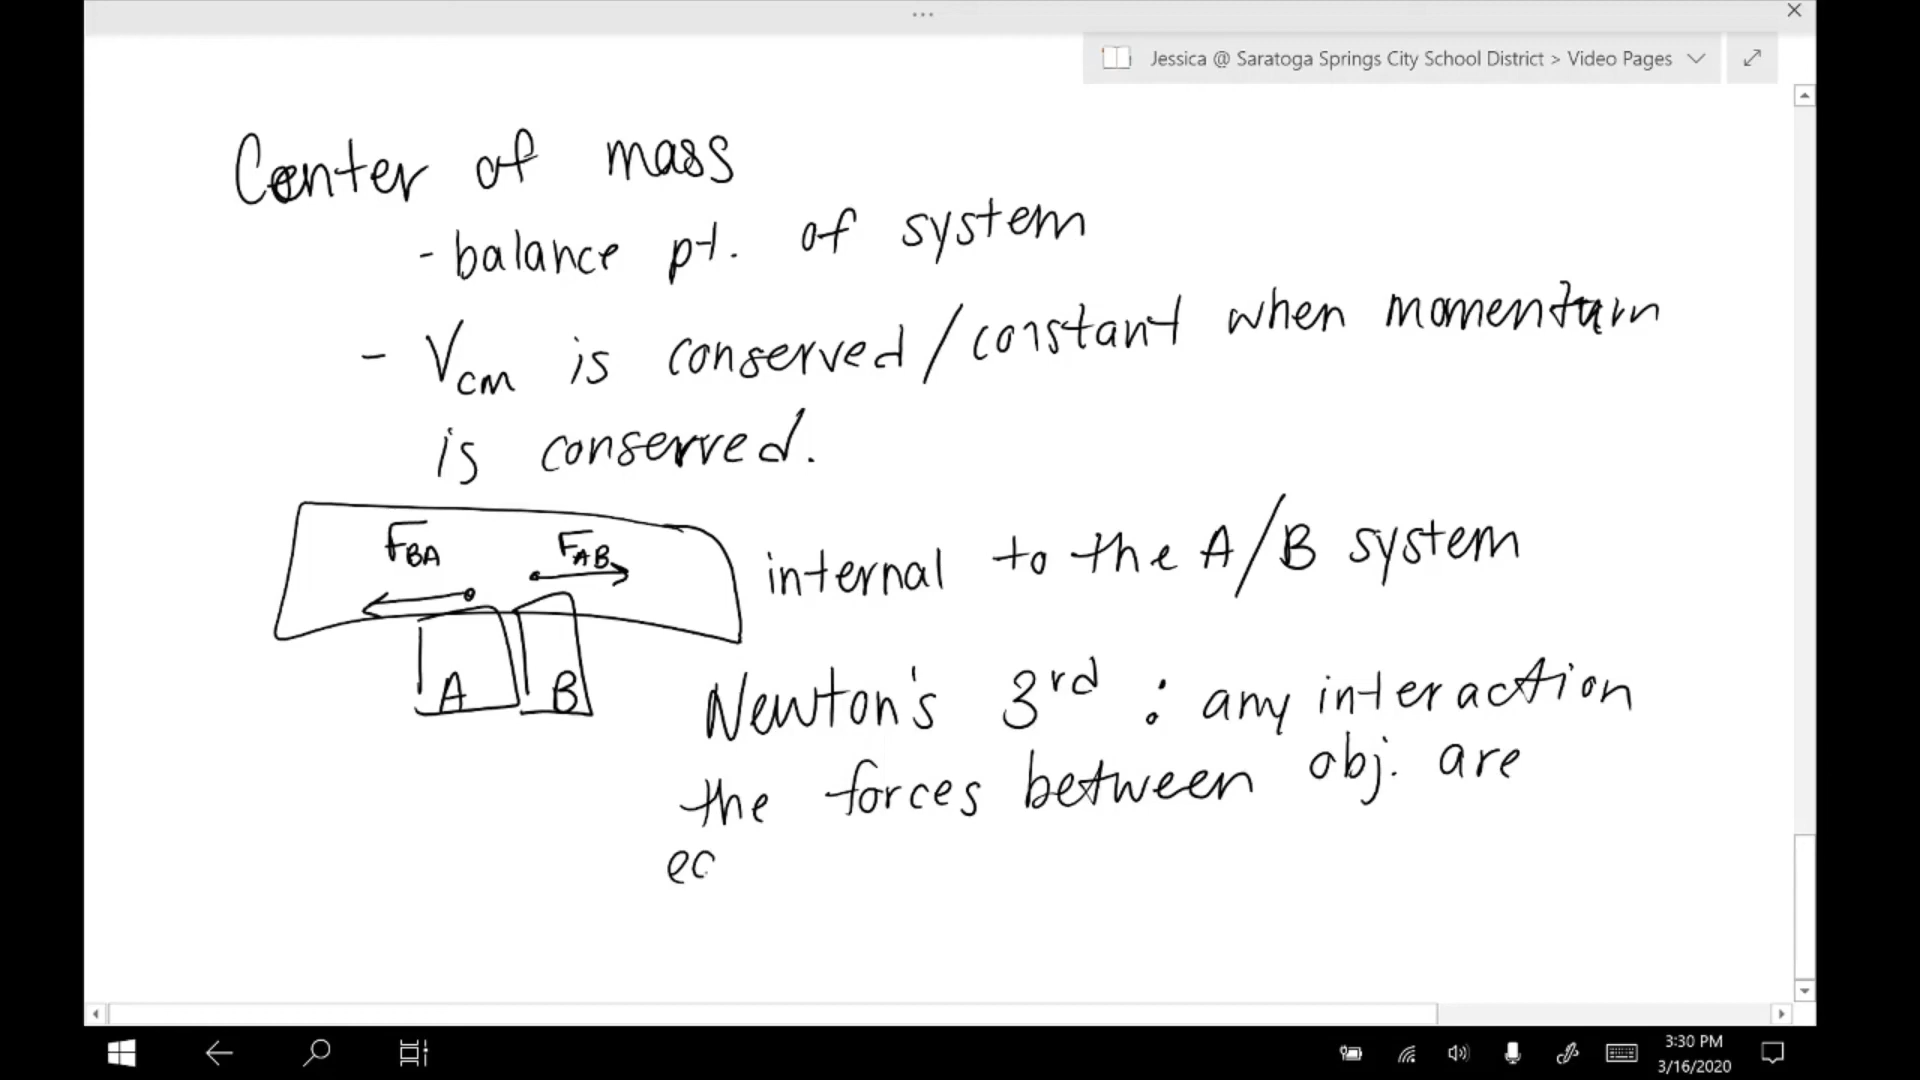 Jessica @ Saratoga Springs City School District > Video Pages
Center of mass
- balance pt. of system
- Vcm is conserved/constant when momentum
is conserved.
FBA FAB
internal to the A/B system
A B
Newton's 3rd : any interaction
the forces between obj. are
eq
3:30 PM
3/16/2020